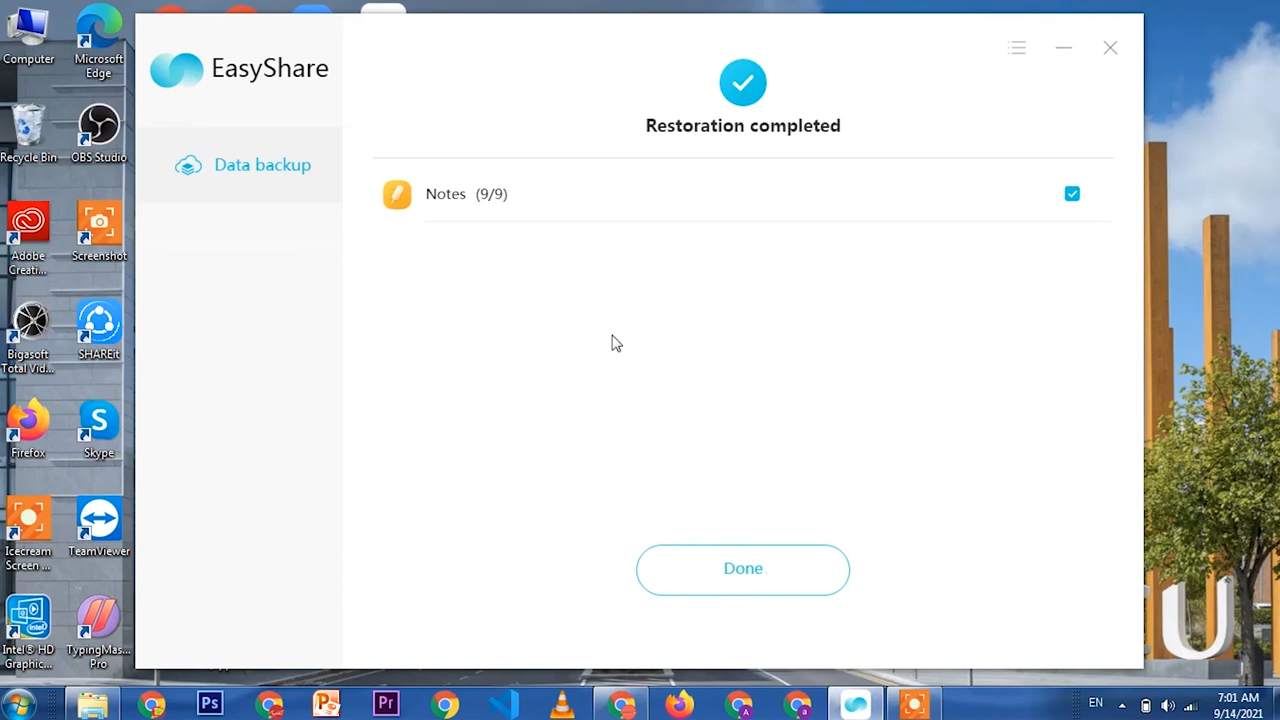 Computer
Microsoft
Edge
Recycle Bin
OBS Studio
Adobe
Creati...
Screenshot
Bigasoft
Total Vid...
SHAREit
Firefox
Skype
Icecream
Screen ...
TeamViewer
Intel® HD
Graphic...
TypingMas...
Pro
EasyShare
Data backup
Restoration completed
Notes (9/9)
Done
U
Ps
Pr
EN
7:01 AM
9/14/2021